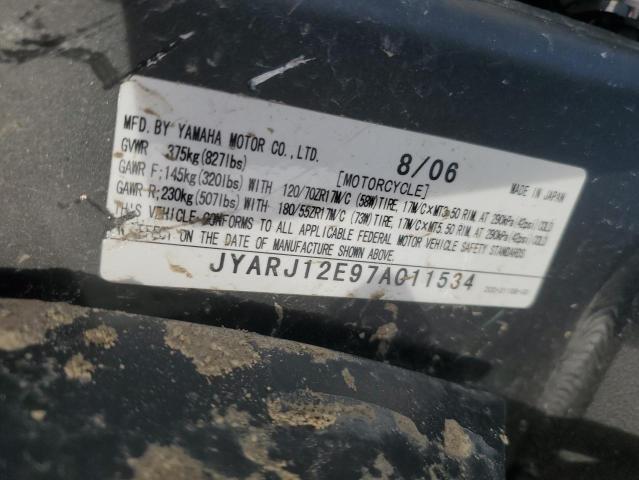 MFD. BY YAMAHA MOTOR CO., LTD. 8/06
GVWR 375kg(827lbs) [MOTORCYCLE] MADE IN JAPAN
GAWR F;145kg(320lbs) WITH 120/70ZR17M/C (58W)TIRE, 17M/C×MT3.50 RIM, AT 290kPa(42psi)COLD
GAWR R;230kg(507lbs) WITH 180/55ZR17M/C (73W)TIRE, 17M/C×MT5.50 RIM, AT 290kPa(42psi)COLD
THIS VEHICLE CONFORMS TO ALL APPLICABLE FEDERAL MOTOR VEHICLE SAFETY STANDARDS
IN EFFECT ON THE DATE OF MANUFACTURE SHOWN ABOVE.
JYARJ12E97A011534